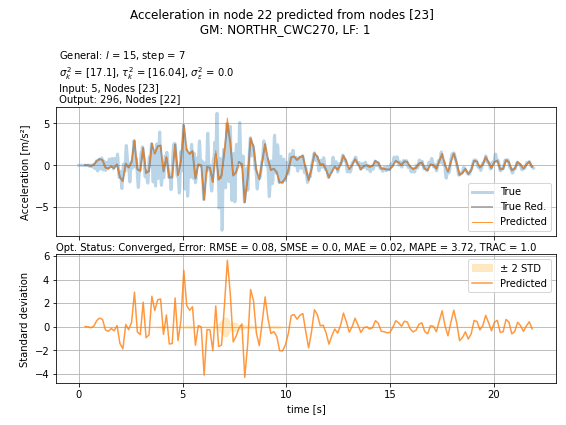 Acceleration in node 22 predicted from nodes [23]
GM: NORTHR_CWC270, LF: 1
General: l = 15, step = 7
σ²ₖ = [17.1], τ²ₖ = [16.04], σ²ε = 0.0
Input: 5, Nodes [23]
Output: 296, Nodes [22]
Acceleration [m/s²]
5
0
−5
True
True Red.
Predicted
Opt. Status: Converged, Error: RMSE = 0.08, SMSE = 0.0, MAE = 0.02, MAPE = 3.72, TRAC = 1.0
Standard deviation
6
4
2
0
−2
−4
± 2 STD
Predicted
0 5 10 15 20
time [s]